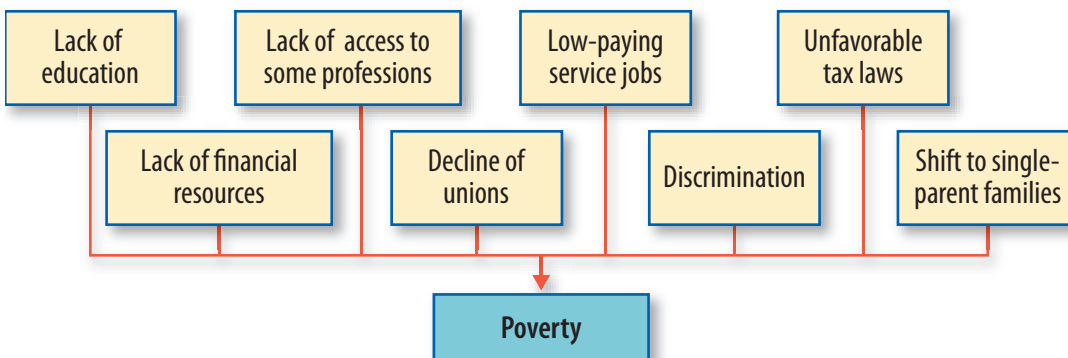 Lack of
education
Lack of access to
some professions
Low-paying
service jobs
Unfavorable
tax laws
Lack of financial
resources
Decline of
unions
Discrimination
Shift to single-
parent families
Poverty